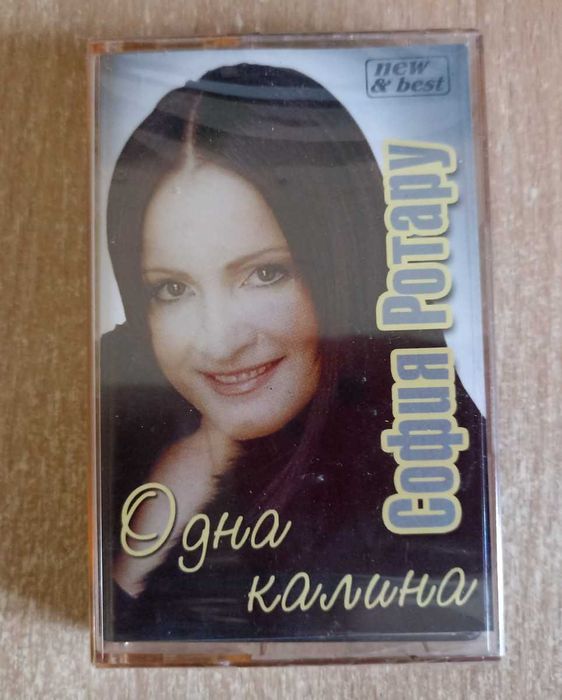 new
& best
София Ротару
Одна
калина